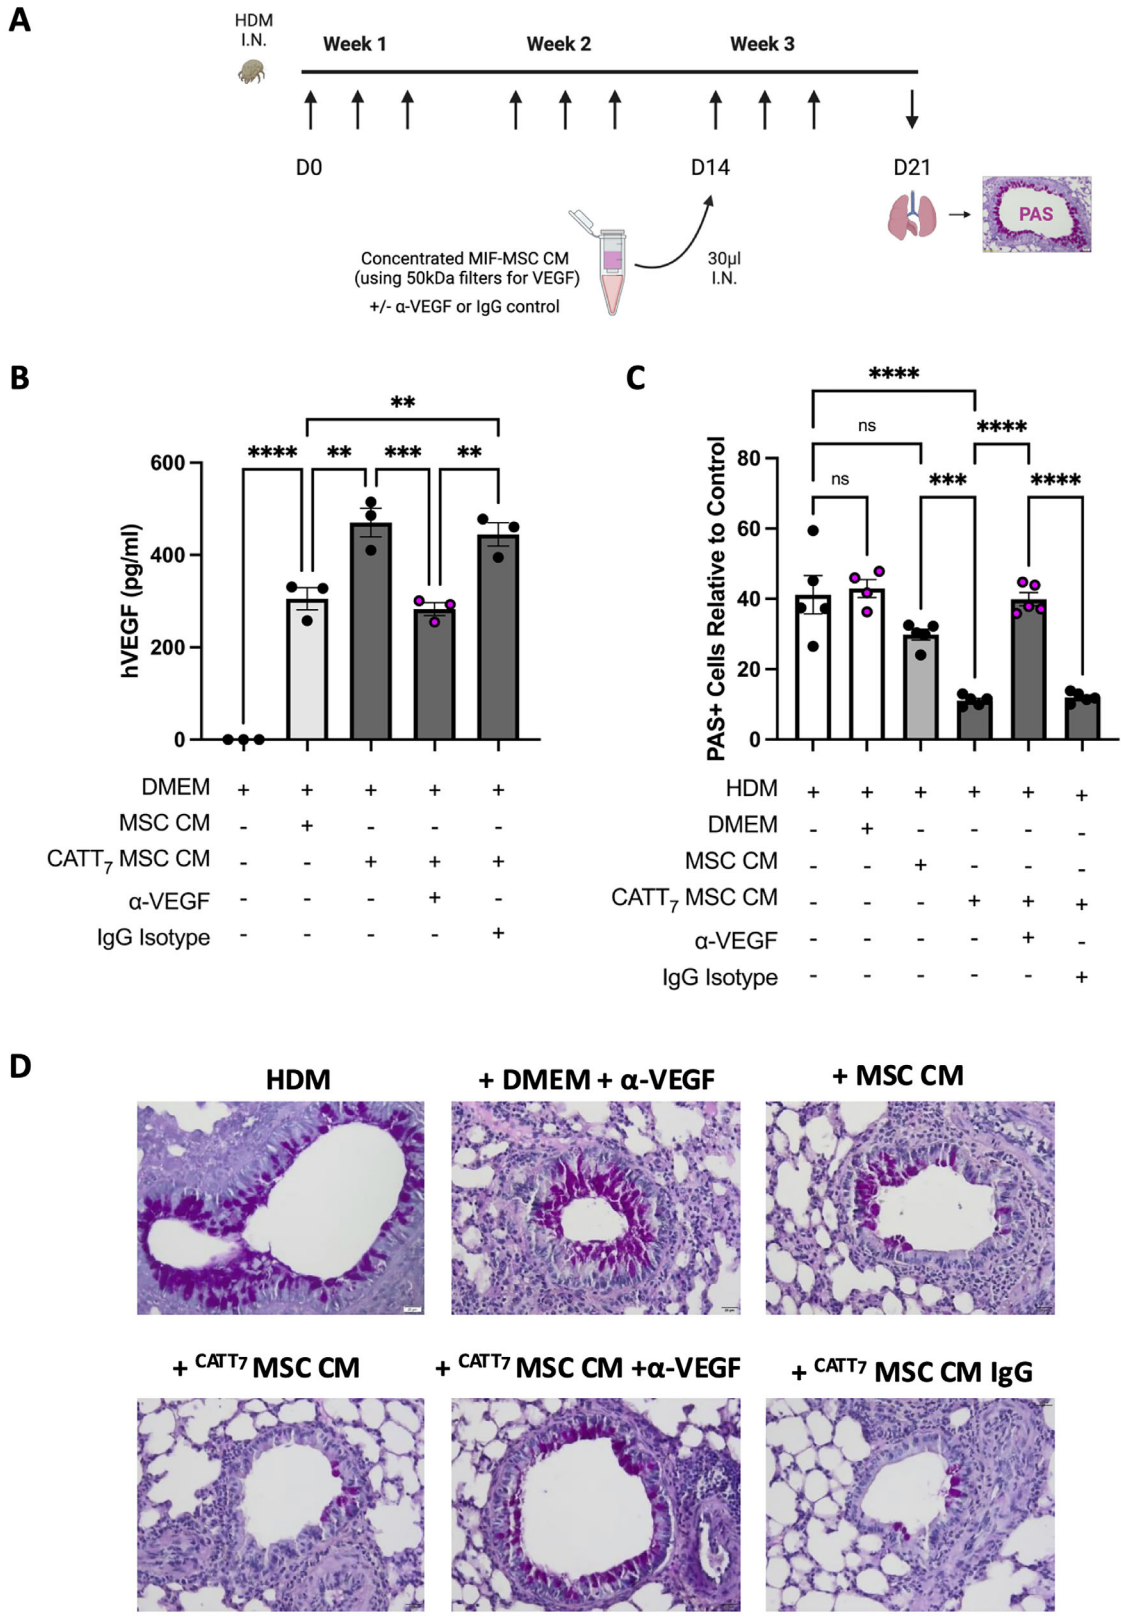 A
HDM
I.N.
Week 1
Week 2
Week 3
D0
D14
D21
PAS
Concentrated MIF-MSC CM
(using 50kDa filters for VEGF)
+/- α-VEGF or IgG control
30µl
I.N.
B
**
**** ** *** **
hVEGF (pg/ml)
600
400
200
0
DMEM + + + + +
MSC CM - + - - -
CATT7 MSC CM - - + + +
α-VEGF - - - + -
IgG Isotype - - - - +
C
****
ns ****
ns *** ****
PAS+ Cells Relative to Control
80
60
40
20
0
HDM + + + + + +
DMEM - + - - - -
MSC CM - - + - - -
CATT7 MSC CM - - - + + +
α-VEGF - - - - + -
IgG Isotype - - - - - +
D
HDM
+ DMEM + α-VEGF
+ MSC CM
+ CATT7 MSC CM
+ CATT7 MSC CM +α-VEGF
+ CATT7 MSC CM IgG